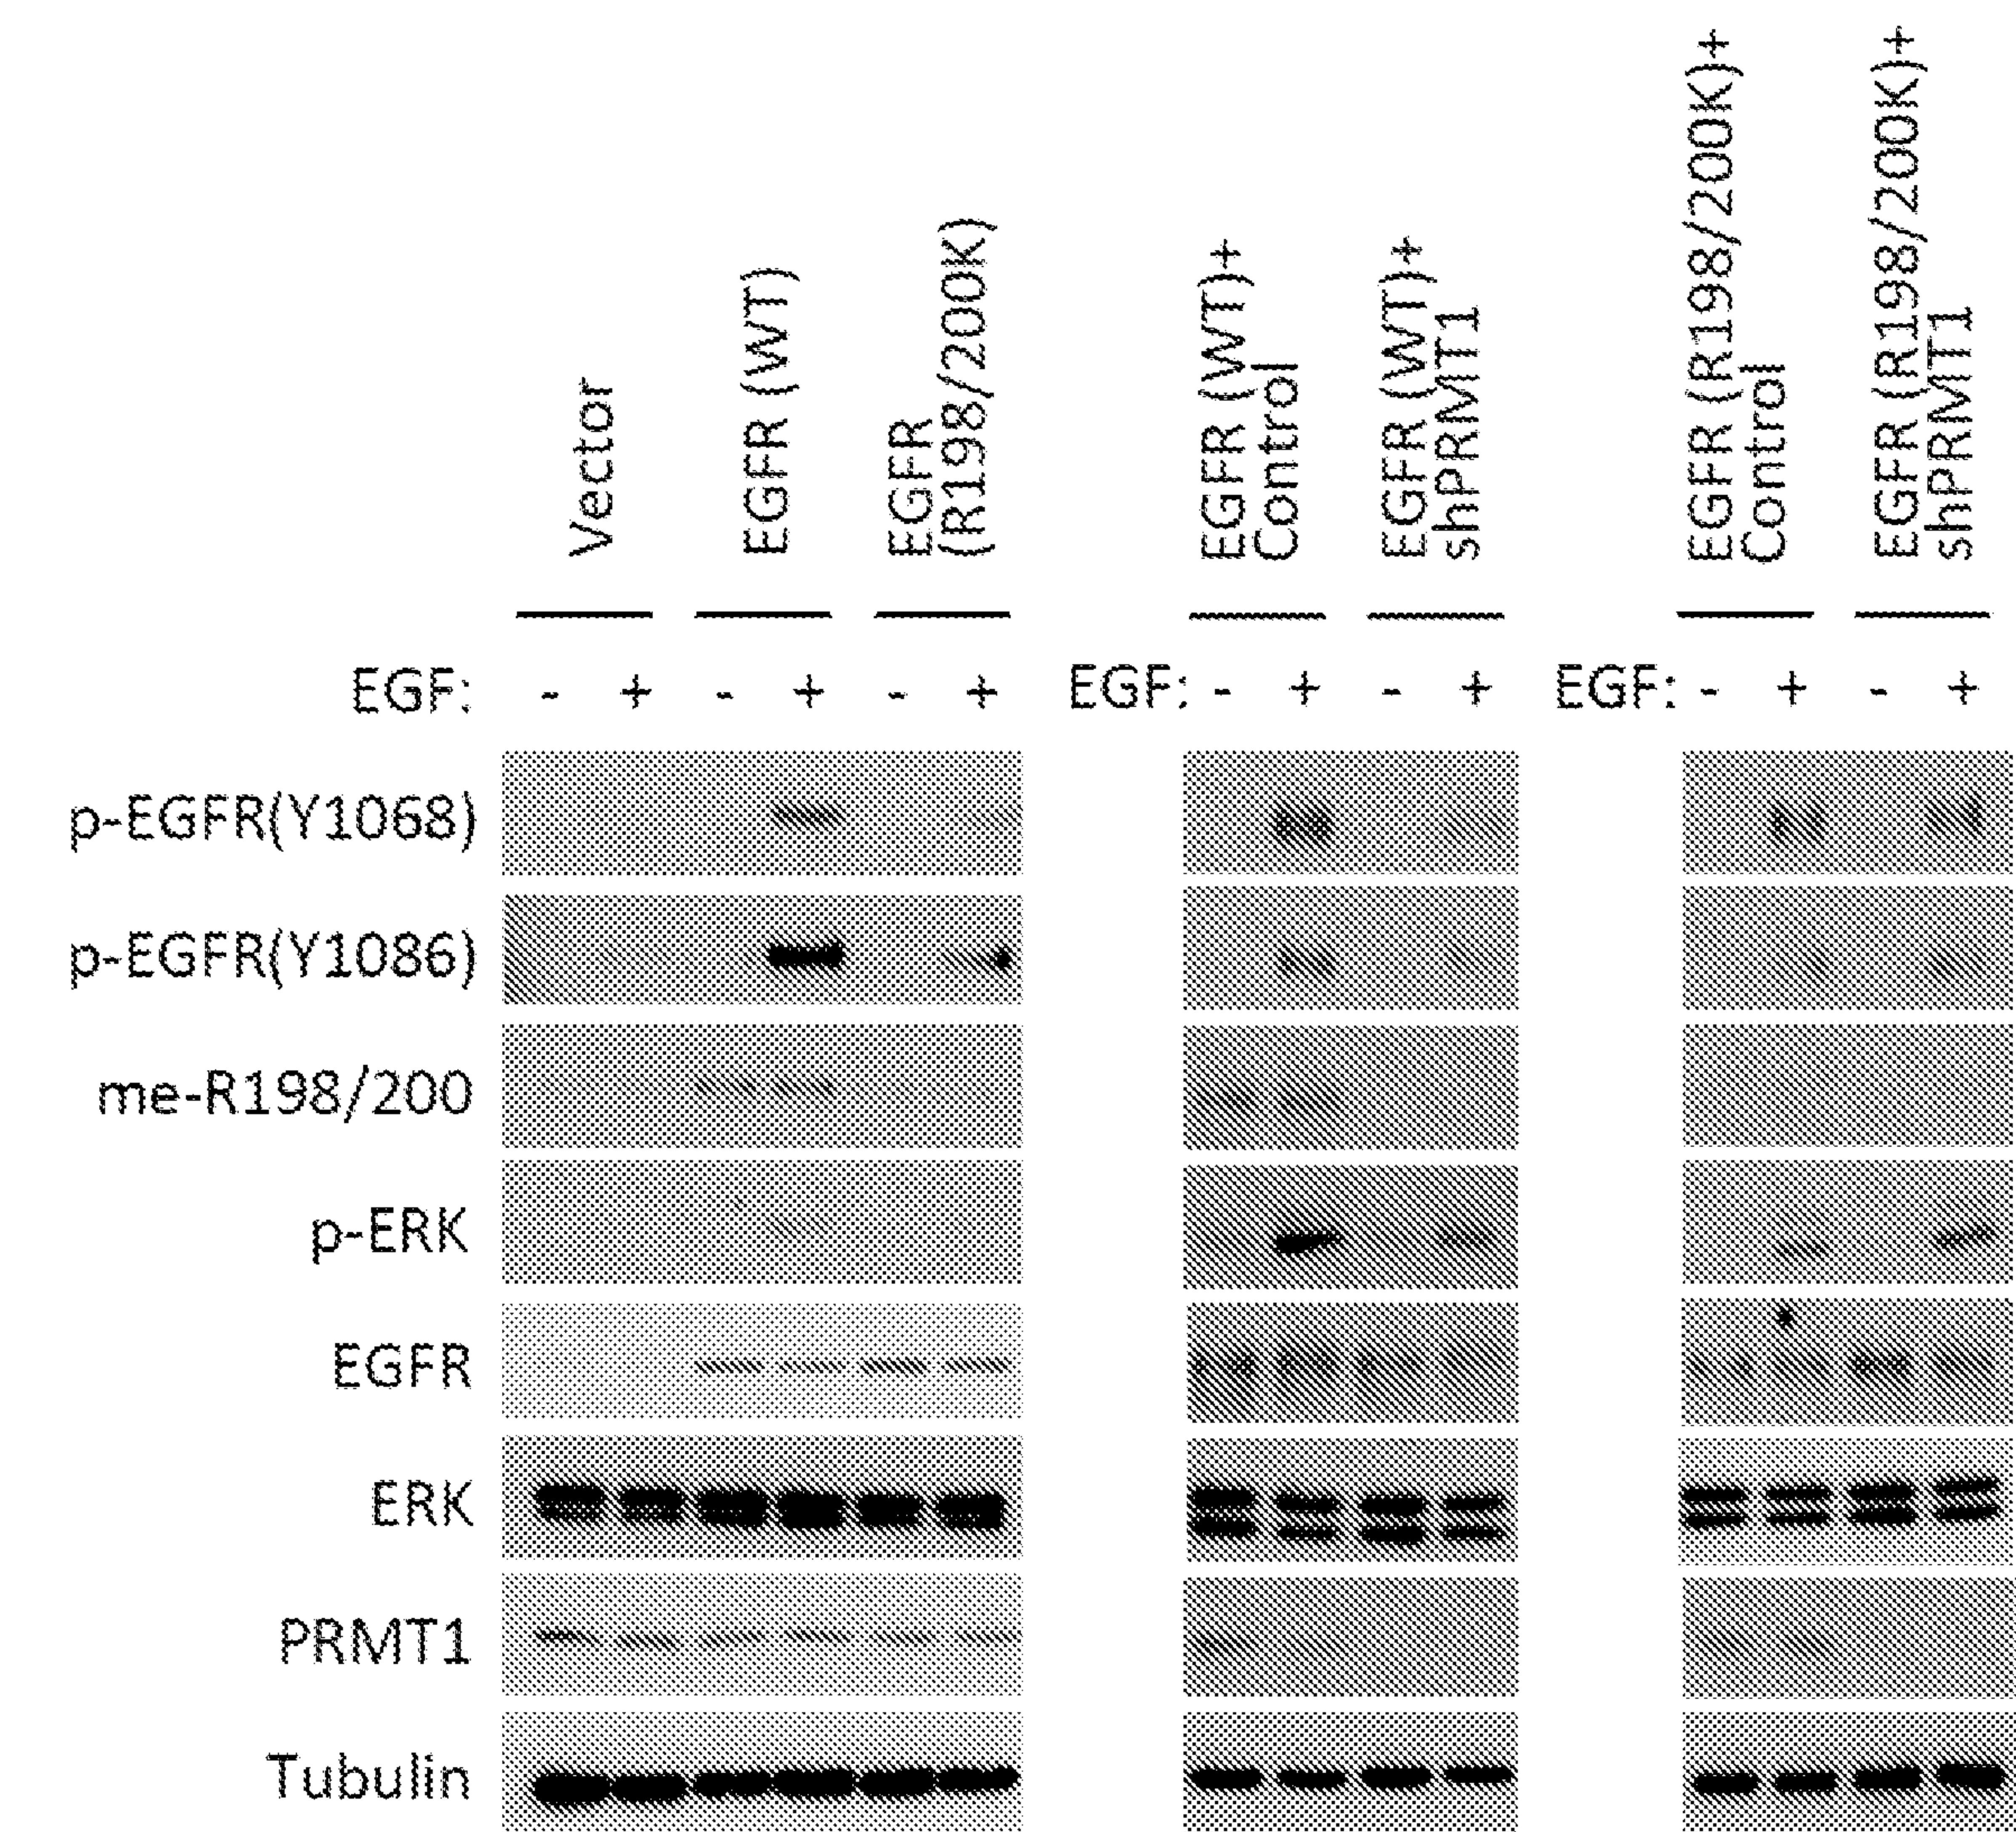 Vector
EGFR (WT)
EGFR
(R198/200K)
EGFR (WT)+
Control
EGFR (WT)+
shPRMT1
EGFR (R198/200K)+
Control
EGFR (R198/200K)+
shPRMT1
EGF: - + - + - +
EGF: - + - +
EGF: - + - +
p-EGFR(Y1068)
p-EGFR(Y1086)
me-R198/200
p-ERK
EGFR
ERK
PRMT1
Tubulin